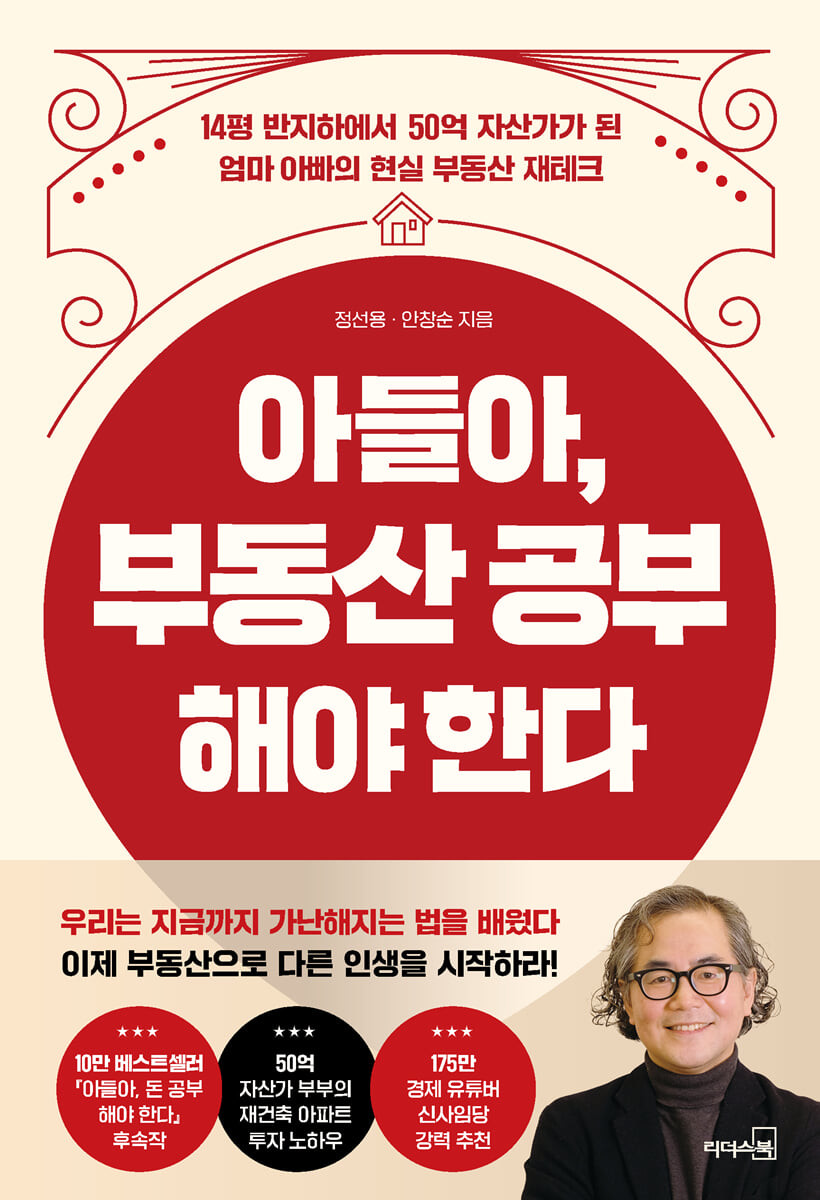 14평 반지하에서 50억 자산가가 된
엄마 아빠의 현실 부동산 재테크
정선용·안창순 지음
아들아,
부동산 공부
해야 한다
우리는 지금까지 가난해지는 법을 배웠다
이제 부동산으로 다른 인생을 시작하라!
10만 베스트셀러
『아들아, 돈 공부
해야 한다』
후속작
50억
자산가 부부의
재건축 아파트
투자 노하우
175만
경제 유튜버
신사임당
강력 추천
리더스북